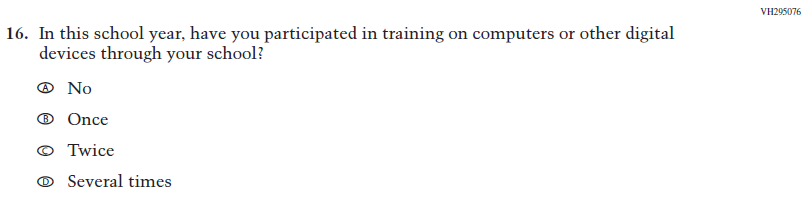 VH295076
16. In this school year, have you participated in training on computers or other digital
devices through your school?
Ⓐ No
Ⓑ Once
Ⓒ Twice
Ⓓ Several times